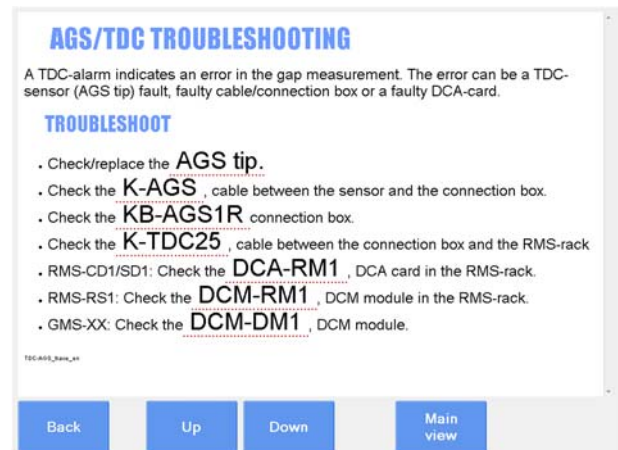 AGS/TDC TROUBLESHOOTING
A TDC-alarm indicates an error in the gap measurement. The error can be a TDC-
sensor (AGS tip) fault, faulty cable/connection box or a faulty DCA-card.
TROUBLESHOOT
. Check/replace the AGS tip.
. Check the K-AGS , cable between the sensor and the connection box.
. Check the KB-AGS1R connection box.
. Check the K-TDC25 , cable between the connection box and the RMS-rack
. RMS-CD1/SD1: Check the DCA-RM1 , DCA card in the RMS-rack.
. RMS-RS1: Check the DCM-RM1 , DCM module in the RMS-rack.
. GMS-XX: Check the DCM-DM1 , DCM module.
Back Up Down Main
view